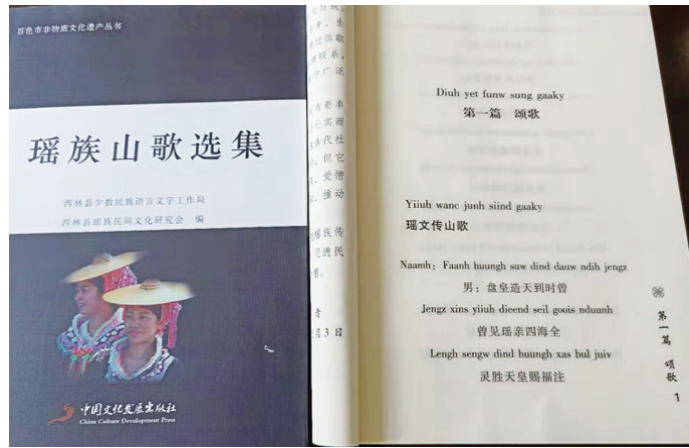 百色市非物质文化遗产丛书
瑶族山歌选集
西林县少数民族语言文字工作局
西林县瑶族民间文化研究会 编
中国文化发展出版社
China Culture Development Press
Diuh yet funw sung gaaky
第一篇 颂歌
Yiiuh wanc junh siind gaaky
瑶文传山歌
Naamh: Faanh huungh suw dind dauw ndih jengz
男：盘皇造天到时曾
Jengz xins yiiuh dieend seil goois nduunh
曾见瑶亲四海全
Lengh sengw dind huungh xas bul juiv
灵胜天皇赐福注
第一篇 颂歌
1